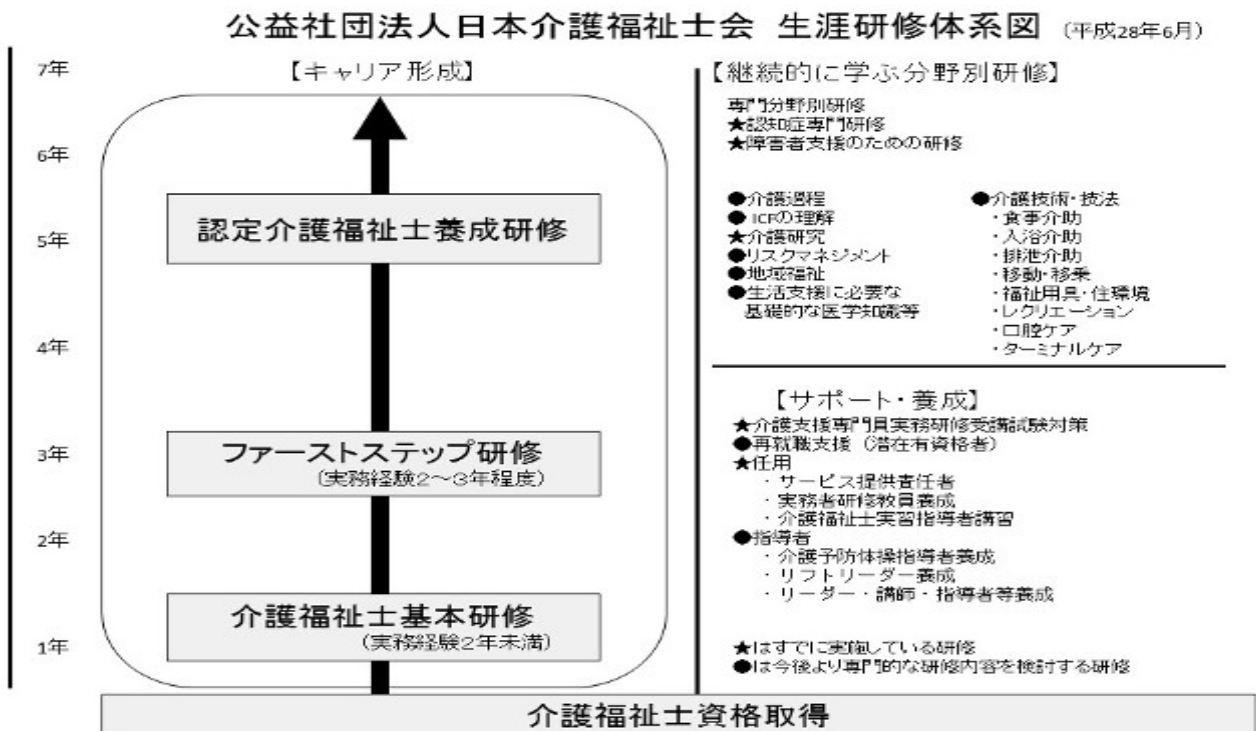 公益社団法人日本介護福祉士会 生涯研修体系図 (平成28年6月)
【キャリア形成】
7年
6年
5年
4年
3年
2年
1年
認定介護福祉士養成研修
ファーストステップ研修
(実務経験2～3年程度)
介護福祉士基本研修
(実務経験2年未満)
【継続的に学ぶ分野別研修】
専門分野別研修
★認知症専門研修
★障害者支援のための研修
●介護過程
●ICFの理解
★介護研究
●リスクマネジメント
●地域福祉
●生活支援に必要な
基礎的な医学知識等
●介護技術・技法
・食事介助
・入浴介助
・排泄介助
・移動・移乗
・福祉用具・住環境
・レクリエーション
・口腔ケア
・ターミナルケア
【サポート・養成】
★介護支援専門員実務研修受講試験対策
●再就職支援（潜在有資格者）
★任用
・サービス提供責任者
・実務者研修教員養成
・介護福祉士実習指導者講習
●指導者
・介護予防体操指導者養成
・リフトリーダー養成
・リーダー・講師・指導者等養成
★はすでに実施している研修
●は今後より専門的な研修内容を検討する研修
介護福祉士資格取得